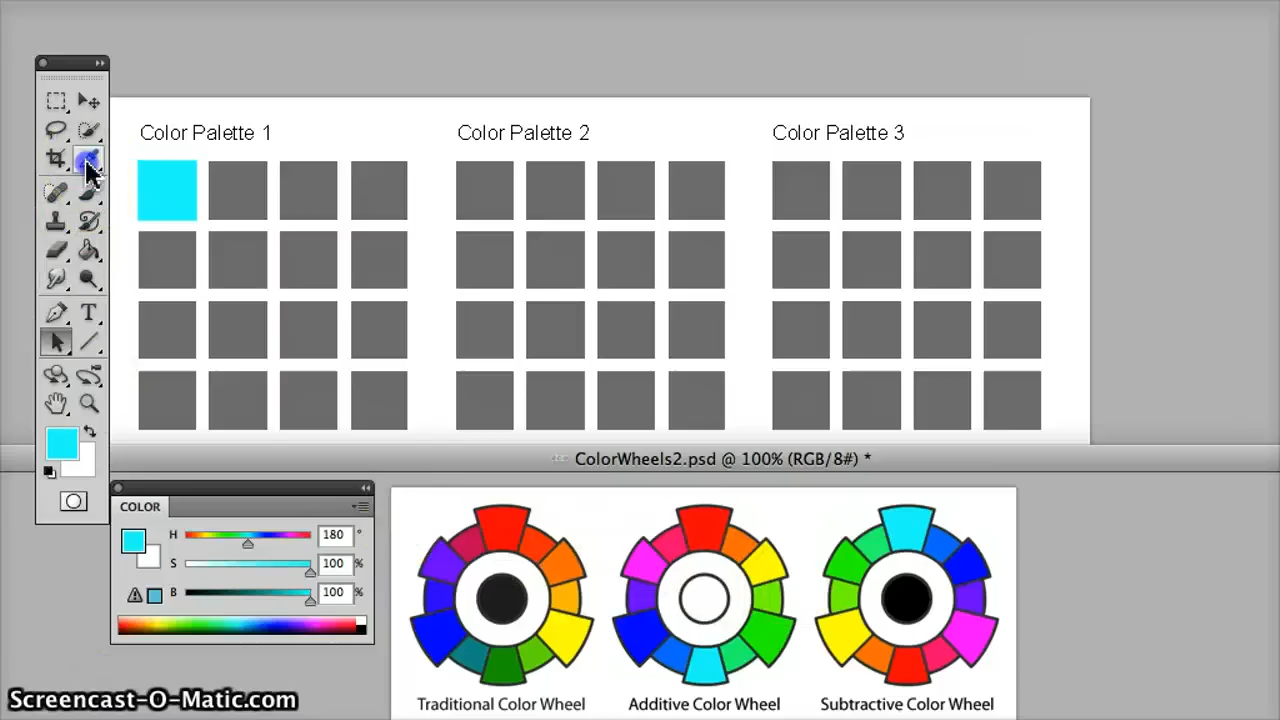 Color Palette 1
Color Palette 2
Color Palette 3
T
ColorWheels2.psd @ 100% (RGB/8#) *
COLOR
H 180 °
S 100 %
B 100 %
Traditional Color Wheel
Additive Color Wheel
Subtractive Color Wheel
Screencast-O-Matic.com